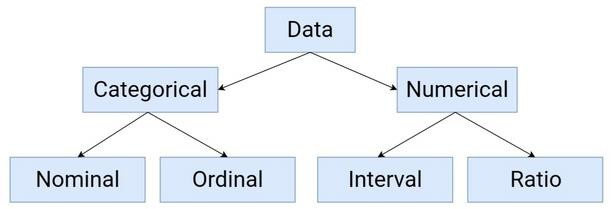 Data
Categorical
Numerical
Nominal
Ordinal
Interval
Ratio